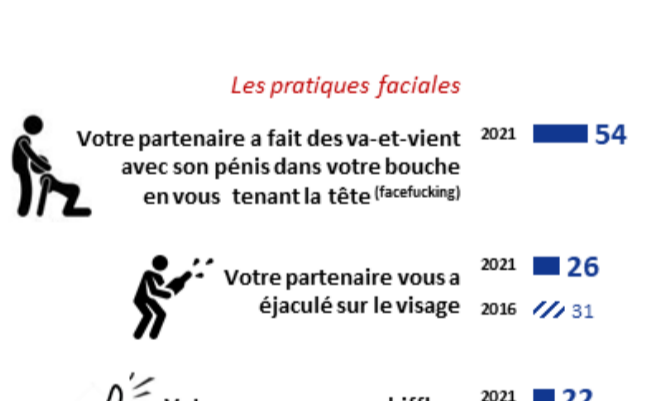 Les pratiques faciales
Votre partenaire a fait des va-et-vient
avec son pénis dans votre bouche
en vous tenant la tête (facefucking)
2021 54
Votre partenaire vous a
éjaculé sur le visage
2021 26
2016 31
2021 22